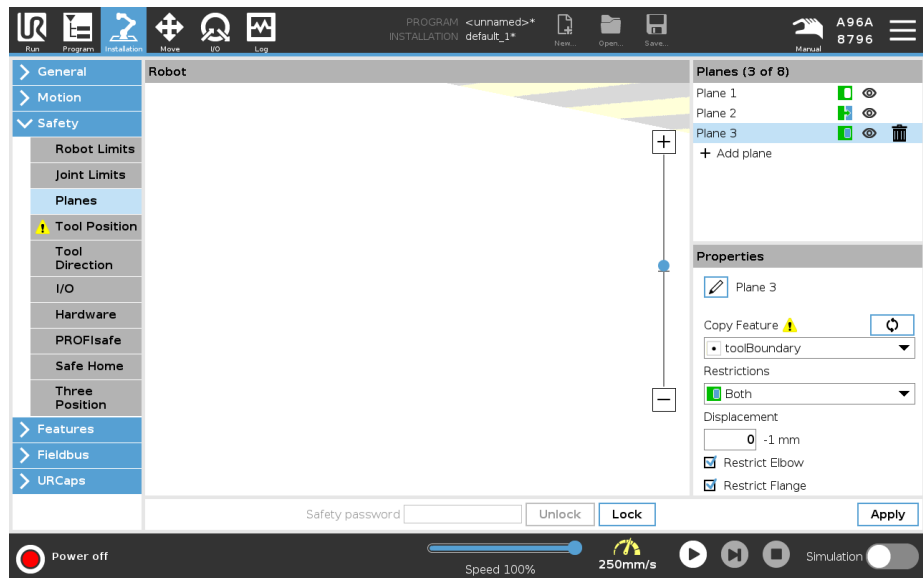 PROGRAM <unnamed>*
INSTALLATION default_1*
Run
Program
Installation
Move
I/O
Log
New...
Open...
Save...
Manual
A96A
8796
General
Motion
Safety
Robot Limits
Joint Limits
Planes
Tool Position
Tool
Direction
I/O
Hardware
PROFIsafe
Safe Home
Three
Position
Features
Fieldbus
URCaps
Robot
Planes (3 of 8)
Plane 1
Plane 2
Plane 3
+ Add plane
Properties
Plane 3
Copy Feature
toolBoundary
Restrictions
Both
Displacement
0 -1 mm
Restrict Elbow
Restrict Flange
Safety password
Unlock
Lock
Apply
Power off
Speed 100%
250mm/s
Simulation